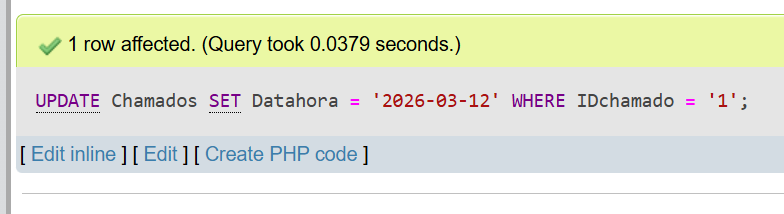 1 row affected. (Query took 0.0379 seconds.)
UPDATE Chamados SET Datahora = '2026-03-12' WHERE IDchamado = '1';
[ Edit inline ] [ Edit ] [ Create PHP code ]